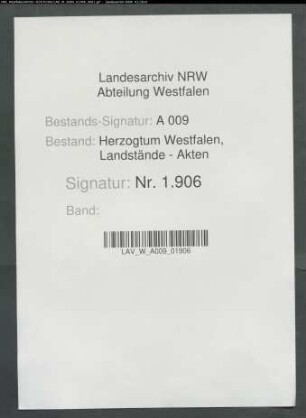 Landesarchiv NRW
Abteilung Westfalen
Bestands-Signatur: A 009
Bestand: Herzogtum Westfalen,
Landstände - Akten
Signatur: Nr. 1.906
Band:
LAV_W_A009_01906